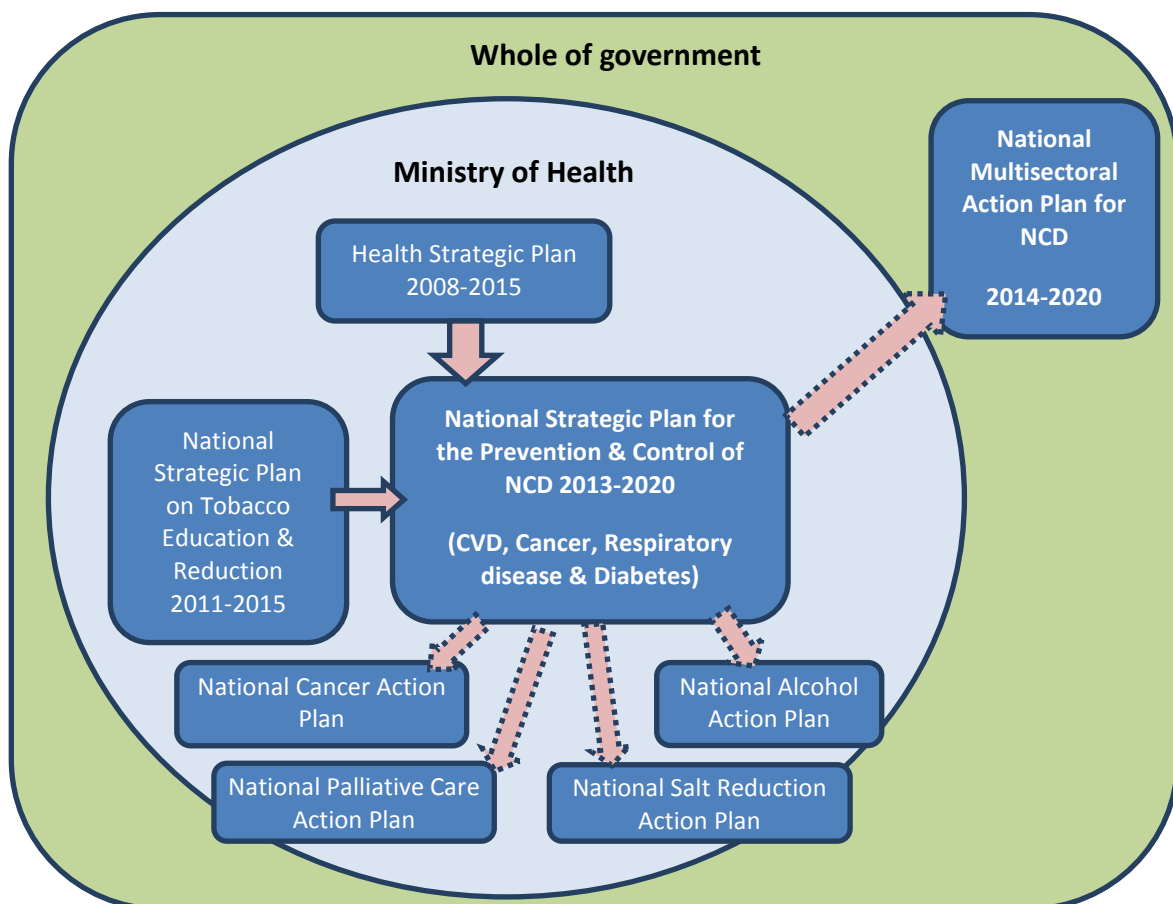 Whole of government
National
Multisectoral
Action Plan for
NCD
2014-2020
Ministry of Health
Health Strategic Plan
2008-2015
National
Strategic Plan
on Tobacco
Education &
Reduction
2011-2015
National Strategic Plan for
the Prevention & Control of
NCD 2013-2020
(CVD, Cancer, Respiratory
disease & Diabetes)
National Cancer Action
Plan
National Alcohol
Action Plan
National Palliative Care
Action Plan
National Salt Reduction
Action Plan